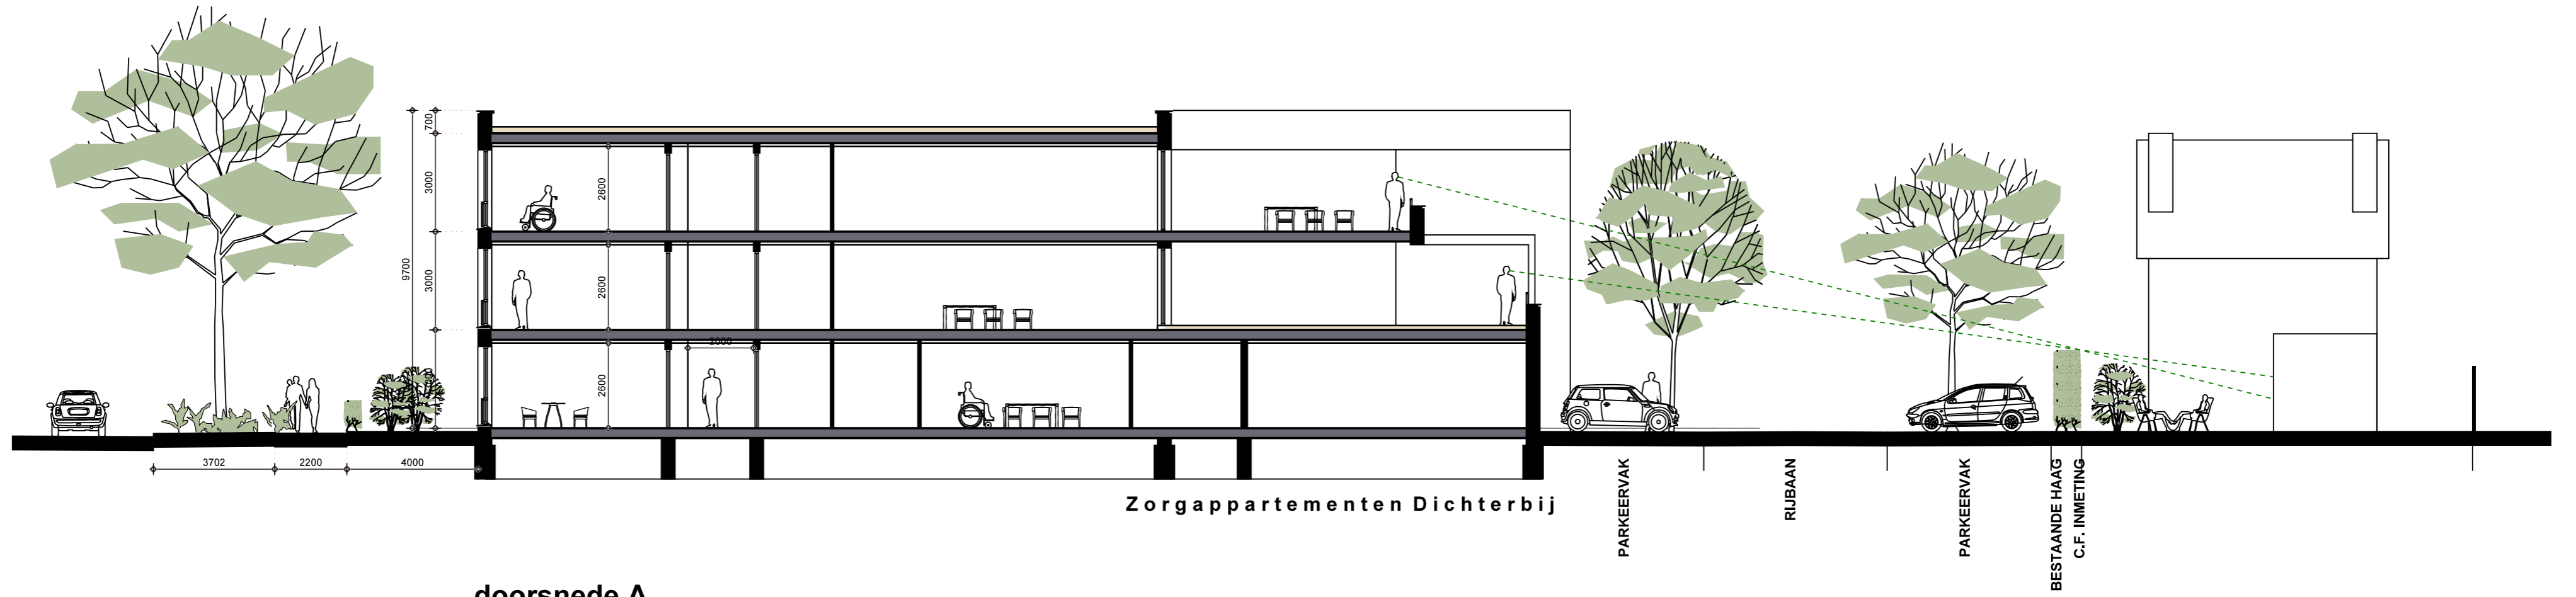 700
3000
9700
3000
3000
2600
2600
2000
2600
3702
2200
4000
Zorgappartementen Dichterbij
PARKEERVAK
RIJBAAN
PARKEERVAK
BESTAANDE HAAG
C.F. INMETING
doorsnede A